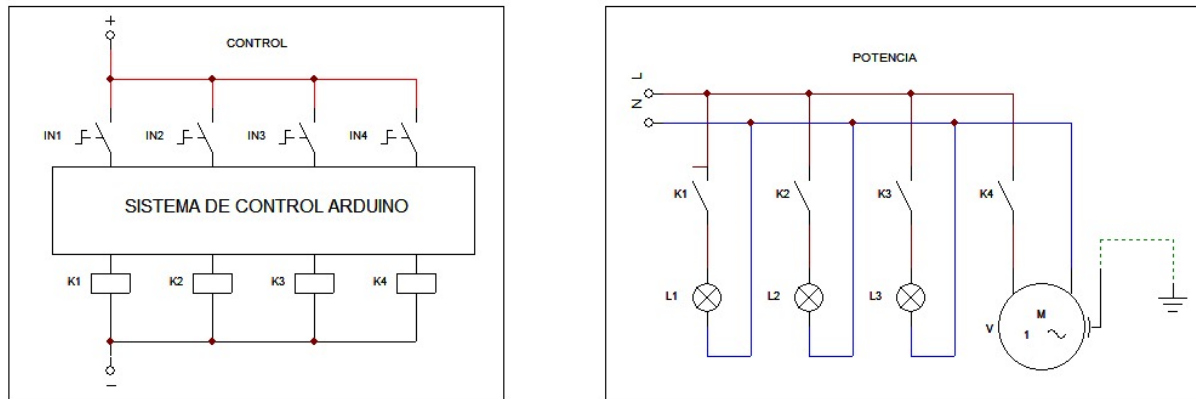 +
CONTROL
IN1 IN2 IN3 IN4
SISTEMA DE CONTROL ARDUINO
K1 K2 K3 K4
−
POTENCIA
L
N
K1 K2 K3 K4
L1 L2 L3
M
V
1